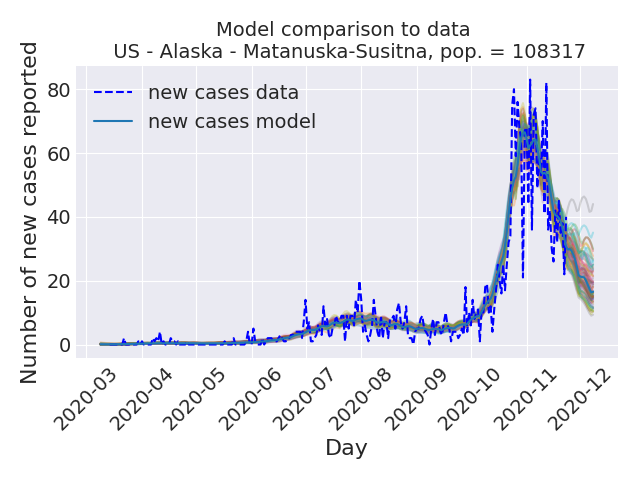 Model comparison to data
US - Alaska - Matanuska-Susitna, pop. = 108317
Number of new cases reported
80
60
40
20
0
new cases data
new cases model
2020-03
2020-04
2020-05
2020-06
2020-07
2020-08
2020-09
2020-10
2020-11
2020-12
Day